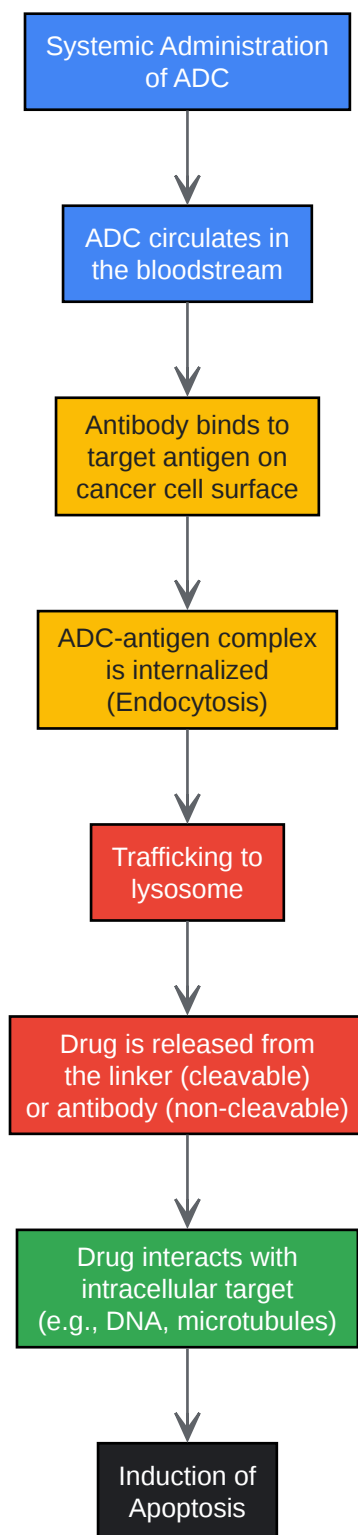 Systemic Administration
of ADC
ADC circulates in
the bloodstream
Antibody binds to
target antigen on
cancer cell surface
ADC-antigen complex
is internalized
(Endocytosis)
Trafficking to
lysosome
Drug is released from
the linker (cleavable)
or antibody (non-cleavable)
Drug interacts with
intracellular target
(e.g., DNA, microtubules)
Induction of
Apoptosis